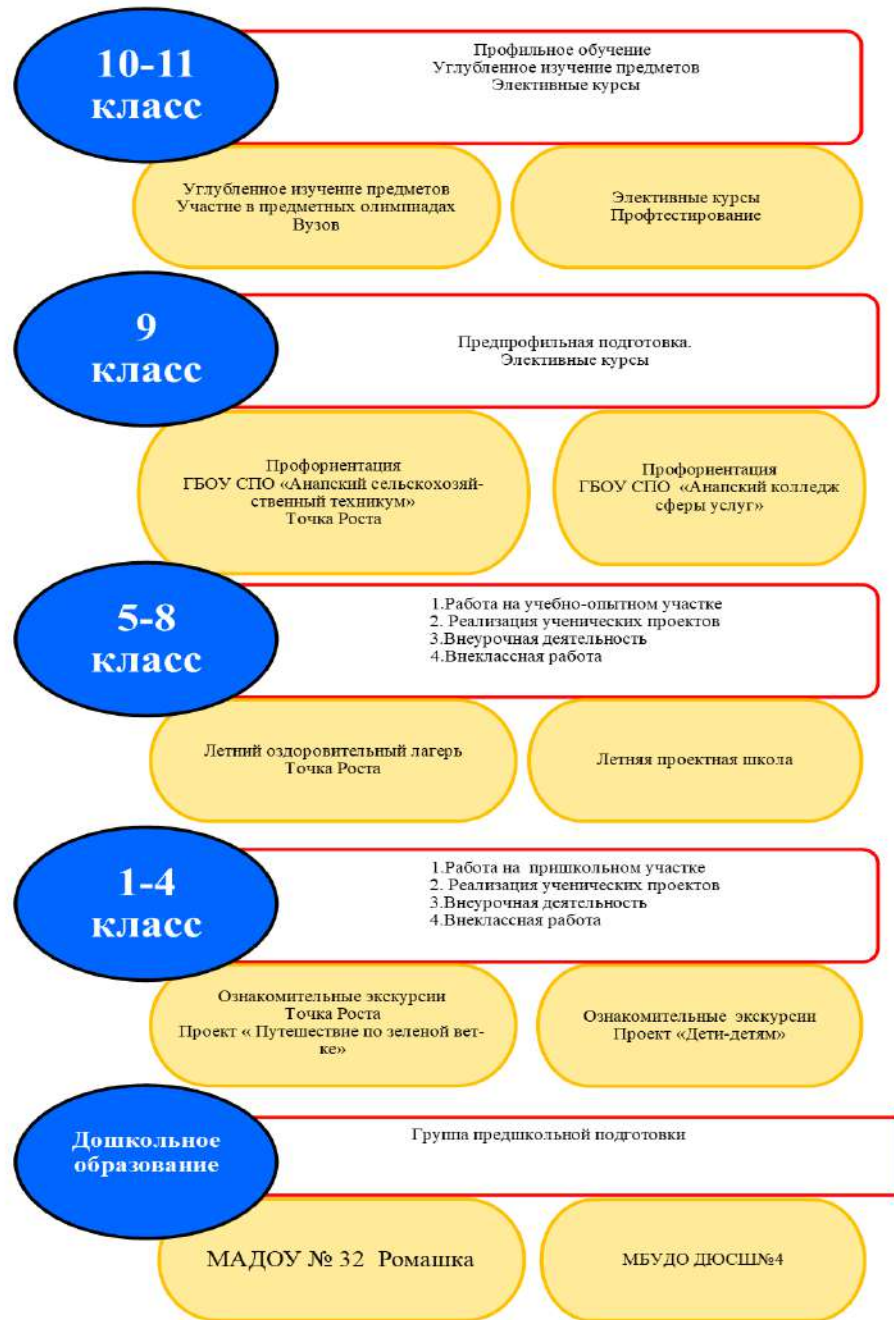 10-11
класс
Профильное обучение
Углубленное изучение предметов
Элективные курсы
Углубленное изучение предметов
Участие в предметных олимпиадах
Вузов
Элективные курсы
Профтестирование
9
класс
Предпрофильная подготовка.
Элективные курсы
Профориентация
ГБОУ СПО «Анапский сельскохозяй-
ственный техникум»
Точка Роста
Профориентация
ГБОУ СПО «Анапский колледж
сферы услуг»
5-8
класс
1.Работа на учебно-опытном участке
2. Реализация ученических проектов
3.Внеурочная деятельность
4.Внеклассная работа
Летний оздоровительный лагерь
Точка Роста
Летняя проектная школа
1-4
класс
1.Работа на пришкольном участке
2. Реализация ученических проектов
3.Внеурочная деятельность
4.Внеклассная работа
Ознакомительные экскурсии
Точка Роста
Проект « Путешествие по зеленой вет-
ке»
Ознакомительные экскурсии
Проект «Дети-детям»
Дошкольное
образование
Группа предшкольной подготовки
МАДОУ № 32 Ромашка
МБУДО ДЮСШ№4